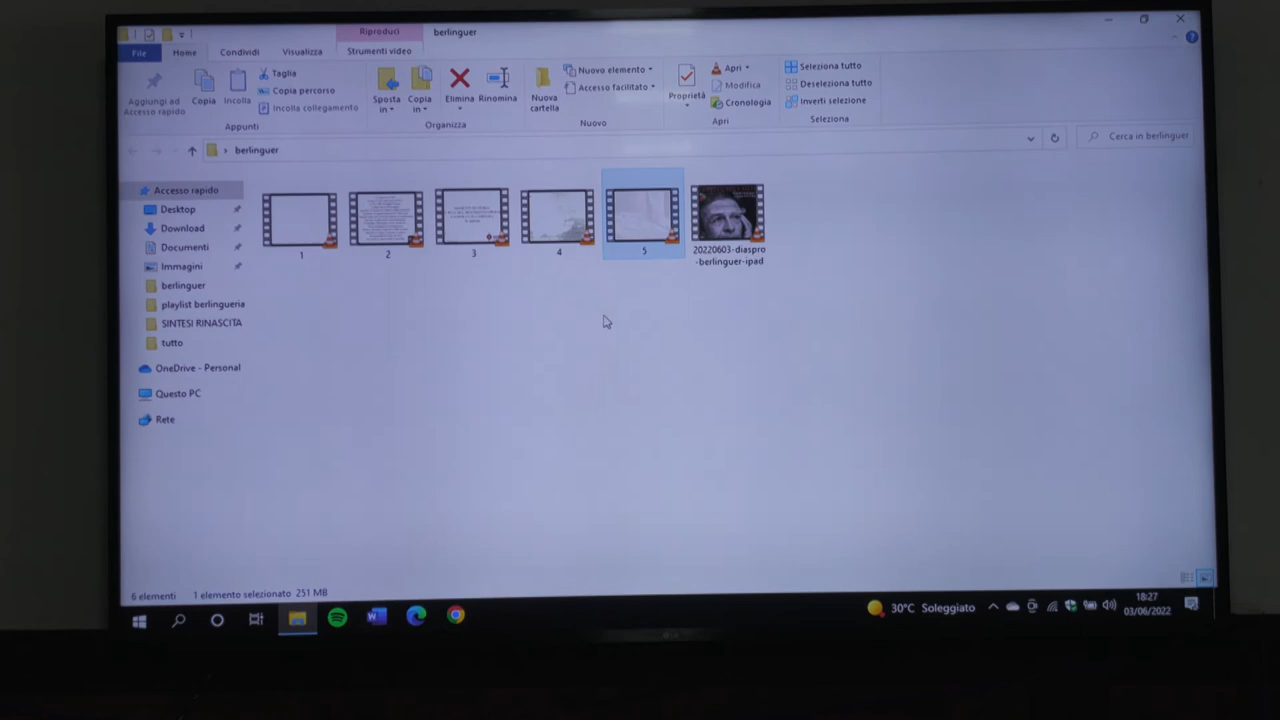 Riproduci
berlinguer
File
Home
Condividi
Visualizza
Strumenti video
Aggiungi ad
Accesso rapido
Copia
Incolla
Taglia
Copia percorso
Incolla collegamento
Appunti
Sposta
in
Copia
in
Elimina
Rinomina
Organizza
Nuova
cartella
Nuovo elemento
Accesso facilitato
Nuovo
Proprietà
Apri
Modifica
Cronologia
Apri
Seleziona tutto
Deseleziona tutto
Inverti selezione
Seleziona
berlinguer
Cerca in berlinguer
Accesso rapido
Desktop
Download
Documenti
Immagini
berlinguer
playlist berlingueria
SINTESI RINASCITA
tutto
OneDrive - Personal
Questo PC
Rete
1
2
3
4
5
20220603-diaspro
-berlinguer-ipad
6 elementi
1 elemento selezionato 251 MB
30°C Soleggiato
18:27
03/06/2022
LG